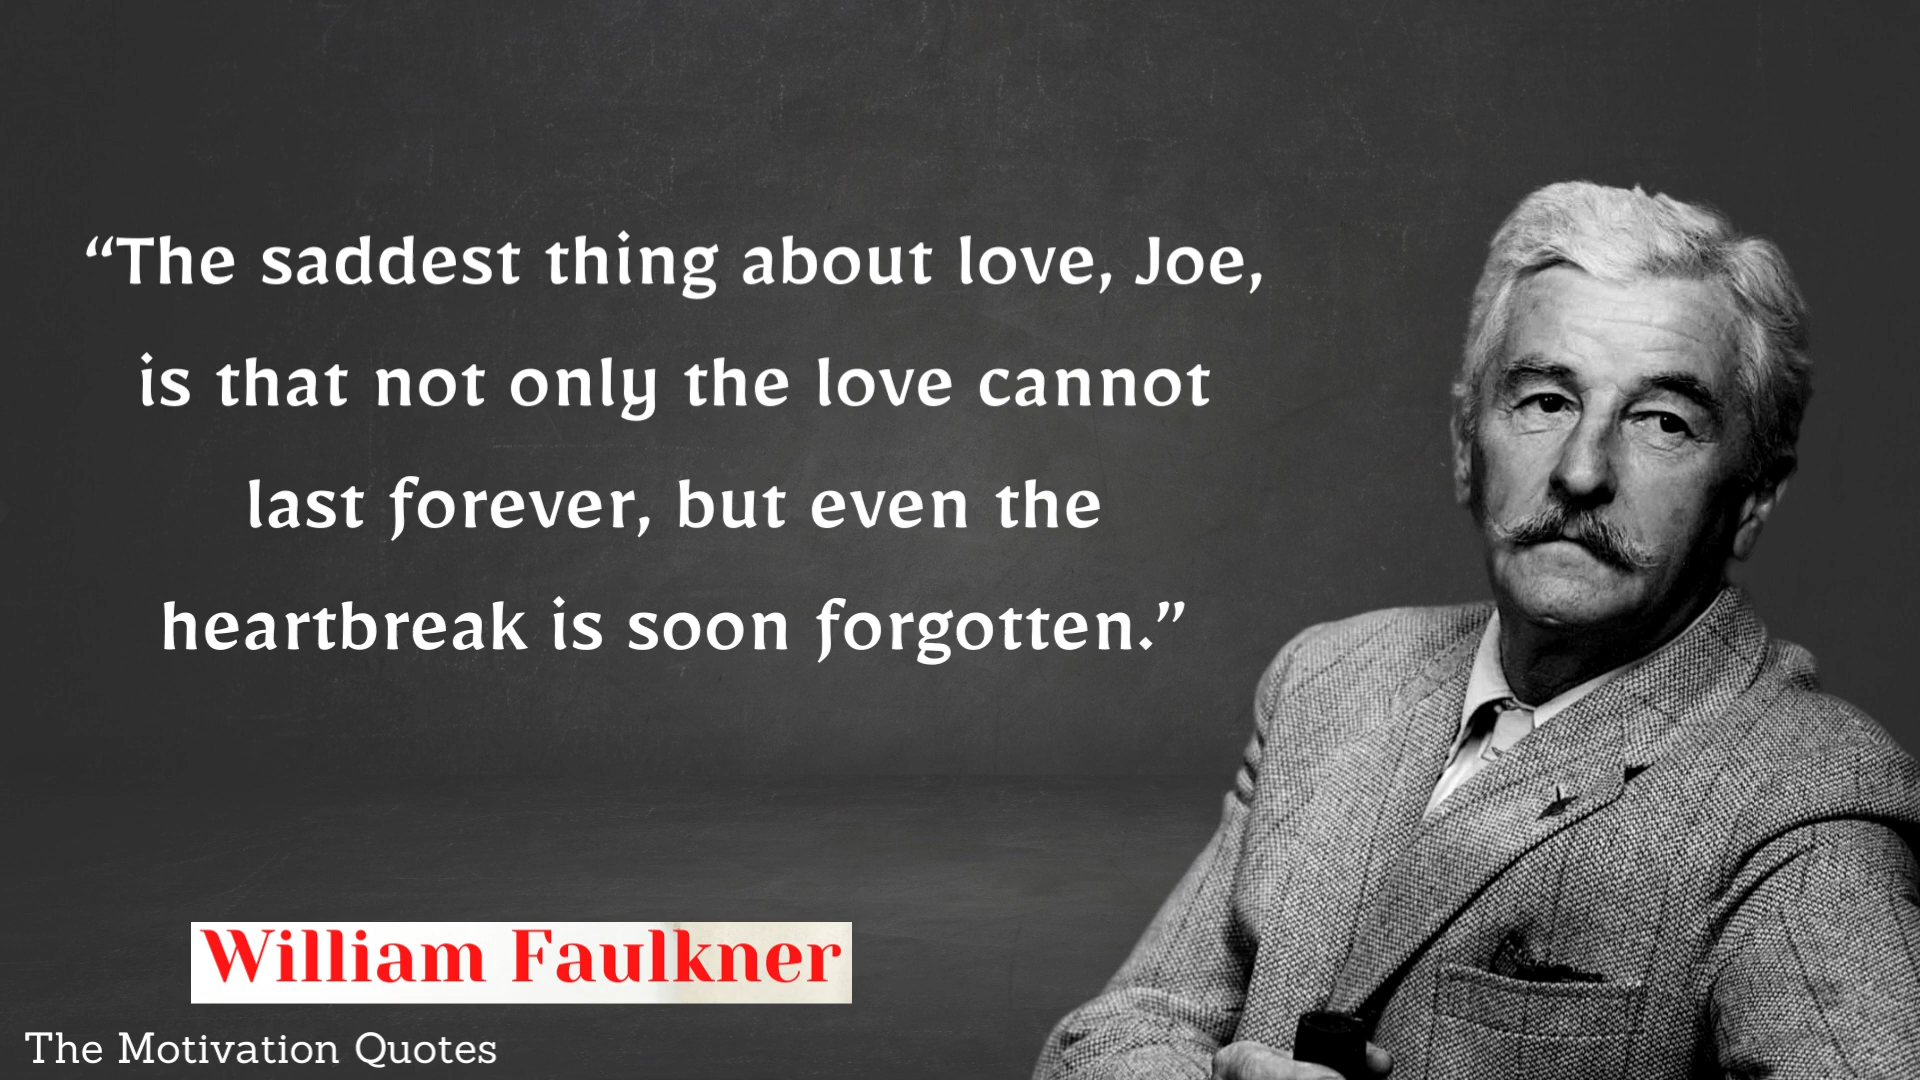 “The saddest thing about love, Joe,
is that not only the love cannot
last forever, but even the
heartbreak is soon forgotten.”
William Faulkner
The Motivation Quotes